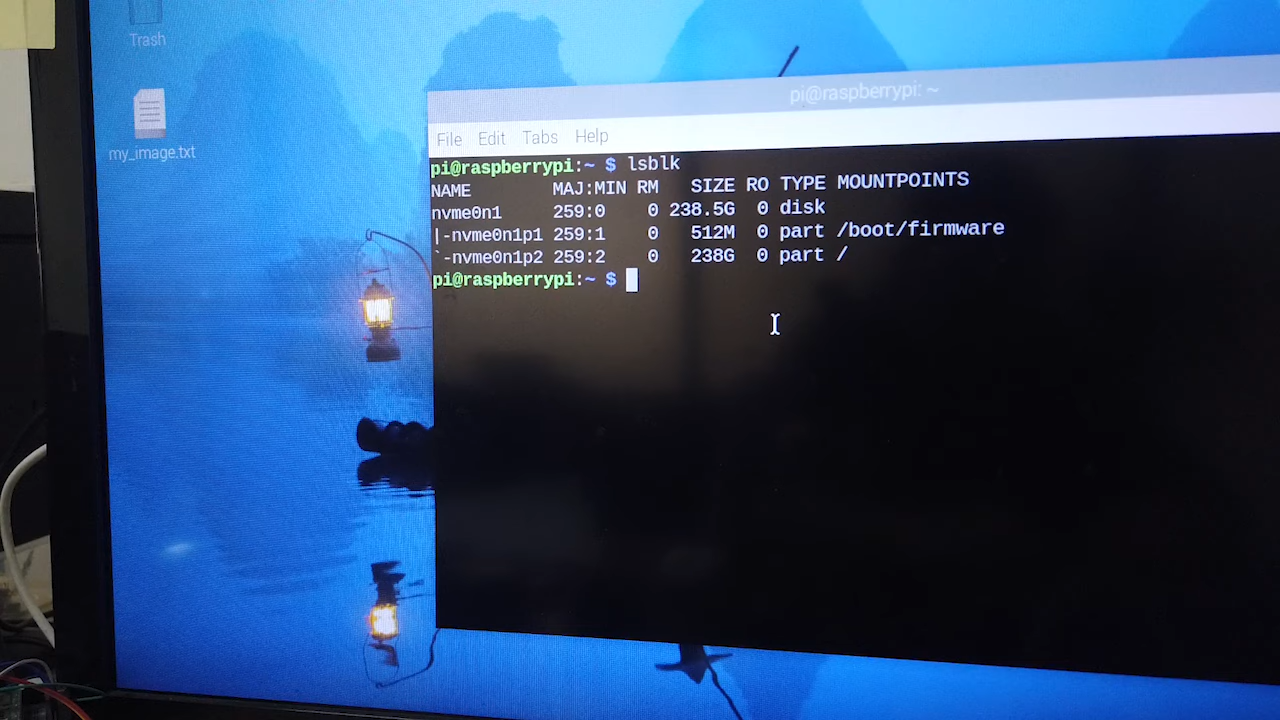 Trash
my_image.txt
pi@raspberrypi: ~
File Edit Tabs Help
pi@raspberrypi:~ $ lsblk
NAME        MAJ:MIN RM   SIZE RO TYPE MOUNTPOINTS
nvme0n1     259:0    0 238.5G  0 disk
|-nvme0n1p1 259:1    0   512M  0 part /boot/firmware
`-nvme0n1p2 259:2    0   238G  0 part /
pi@raspberrypi:~ $